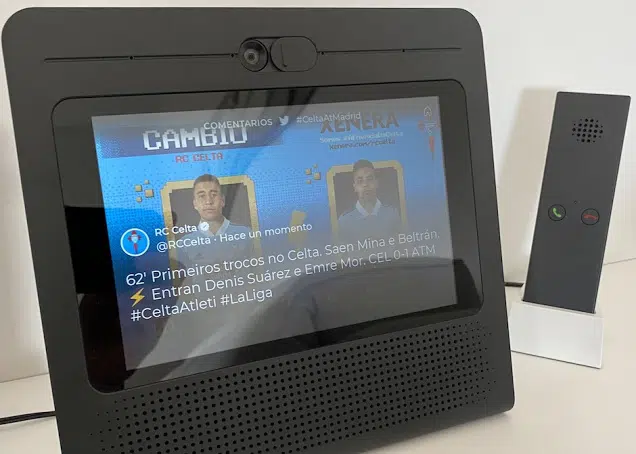 COMENTARIOS #CeltaAtMadrid
CAMBIO
RC CELTA
XENERA
RC Celta
@RCCelta · Hace un momento
62' Primeiros trocos no Celta. Saen Mina e Beltrán.
⚡ Entran Denis Suárez e Emre Mor. CEL 0-1 ATM
#CeltaAtleti #LaLiga